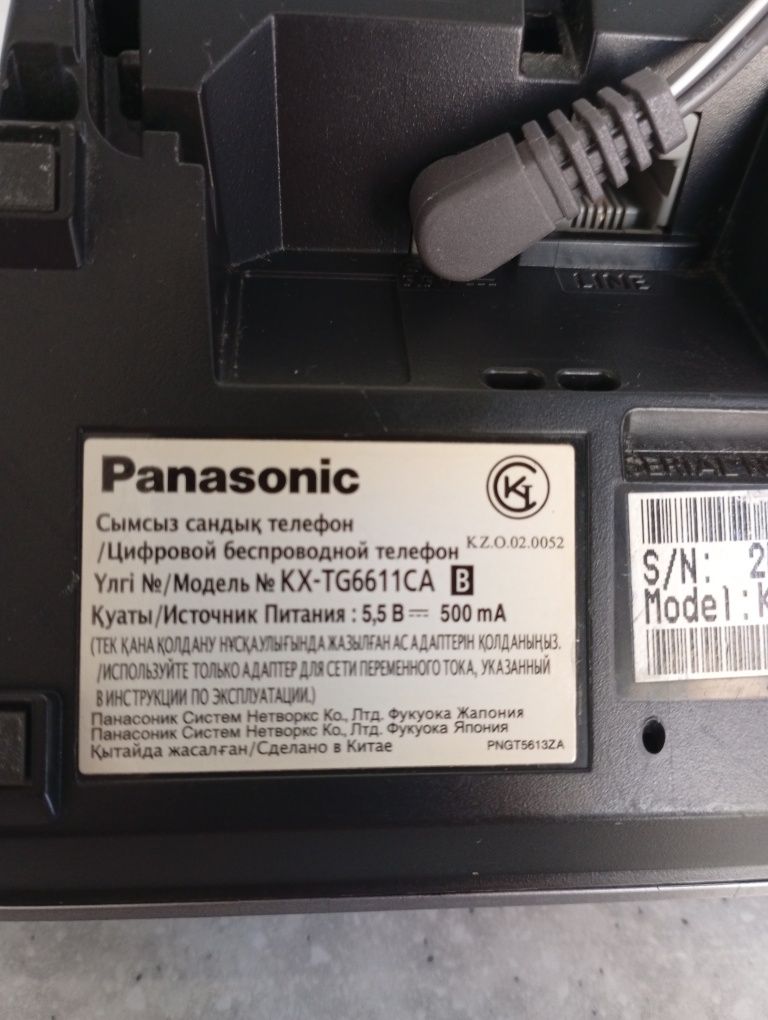 LINE
Panasonic
Сымсыз сандық телефон
/Цифровой беспроводной телефон
KZ.O.02.0052
Үлгі №/Модель № KX-TG6611CA B
Қуаты/Источник Питания : 5,5 В⎓ 500 mA
(ТЕК ҚАНА ҚОЛДАНУ НҰСҚАУЛЫҒЫНДА ЖАЗЫЛҒАН АС АДАПТЕРІН ҚОЛДАНЫҢЫЗ.
/ИСПОЛЬЗУЙТЕ ТОЛЬКО АДАПТЕР ДЛЯ СЕТИ ПЕРЕМЕННОГО ТОКА, УКАЗАННЫЙ
В ИНСТРУКЦИИ ПО ЭКСПЛУАТАЦИИ.)
Панасоник Систем Нетворкс Ко., Лтд. Фукуока Жапония
Панасоник Систем Нетворкс Ко., Лтд. Фукуока Япония
Қытайда жасалған/Сделано в Китае
PNGT5613ZA
SERIAL
S/N: 2
Model:K